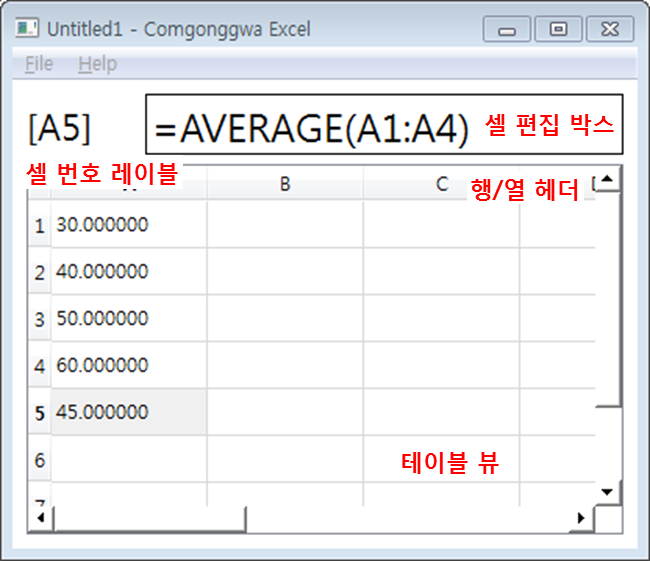 Untitled1 - Comgonggwa Excel
File Help
[A5] =AVERAGE(A1:A4) 셀 편집 박스
셀 번호 레이블 B C 행/열 헤더
1 30.000000
2 40.000000
3 50.000000
4 60.000000
5 45.000000
6 테이블 뷰
7